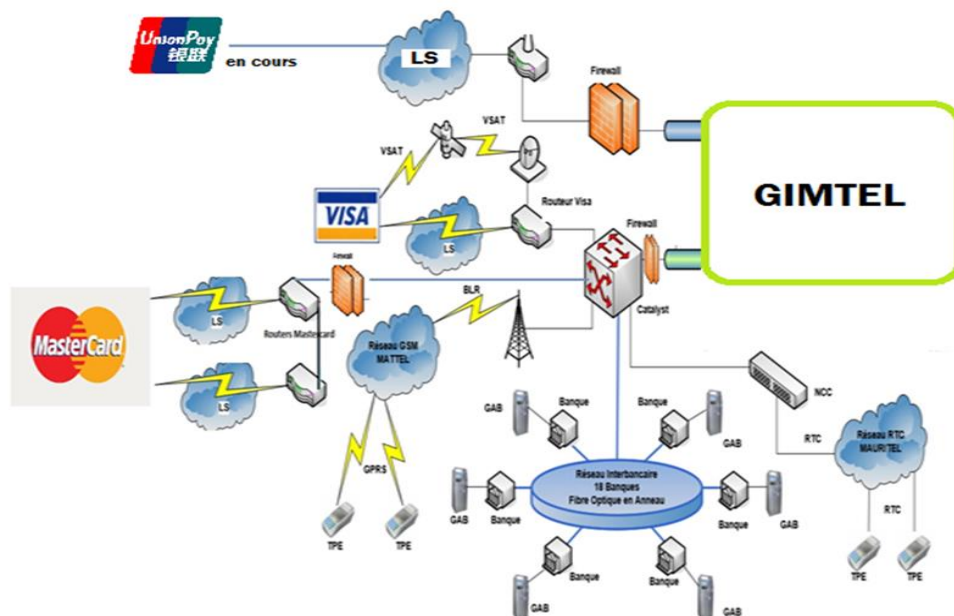 UnionPay
银联
en cours
LS
Firewall
GIMTEL
VSAT
VSAT
VISA
Routeur Visa
LS
Firewall
Firewall
Catalyst
MasterCard
LS
Routers Mastercard
LS
BLR
Réseau GSM
MATTEL
GPRS
TPE
TPE
NCC
RTC
Réseau RTC
MAURITEL
RTC
TPE
TPE
GAB
Banque
Banque
GAB
Réseau Interbancaire
18 Banques
Fibre Optique en Anneau
GAB
Banque
Banque
GAB
Banque
GAB
Banque
GAB